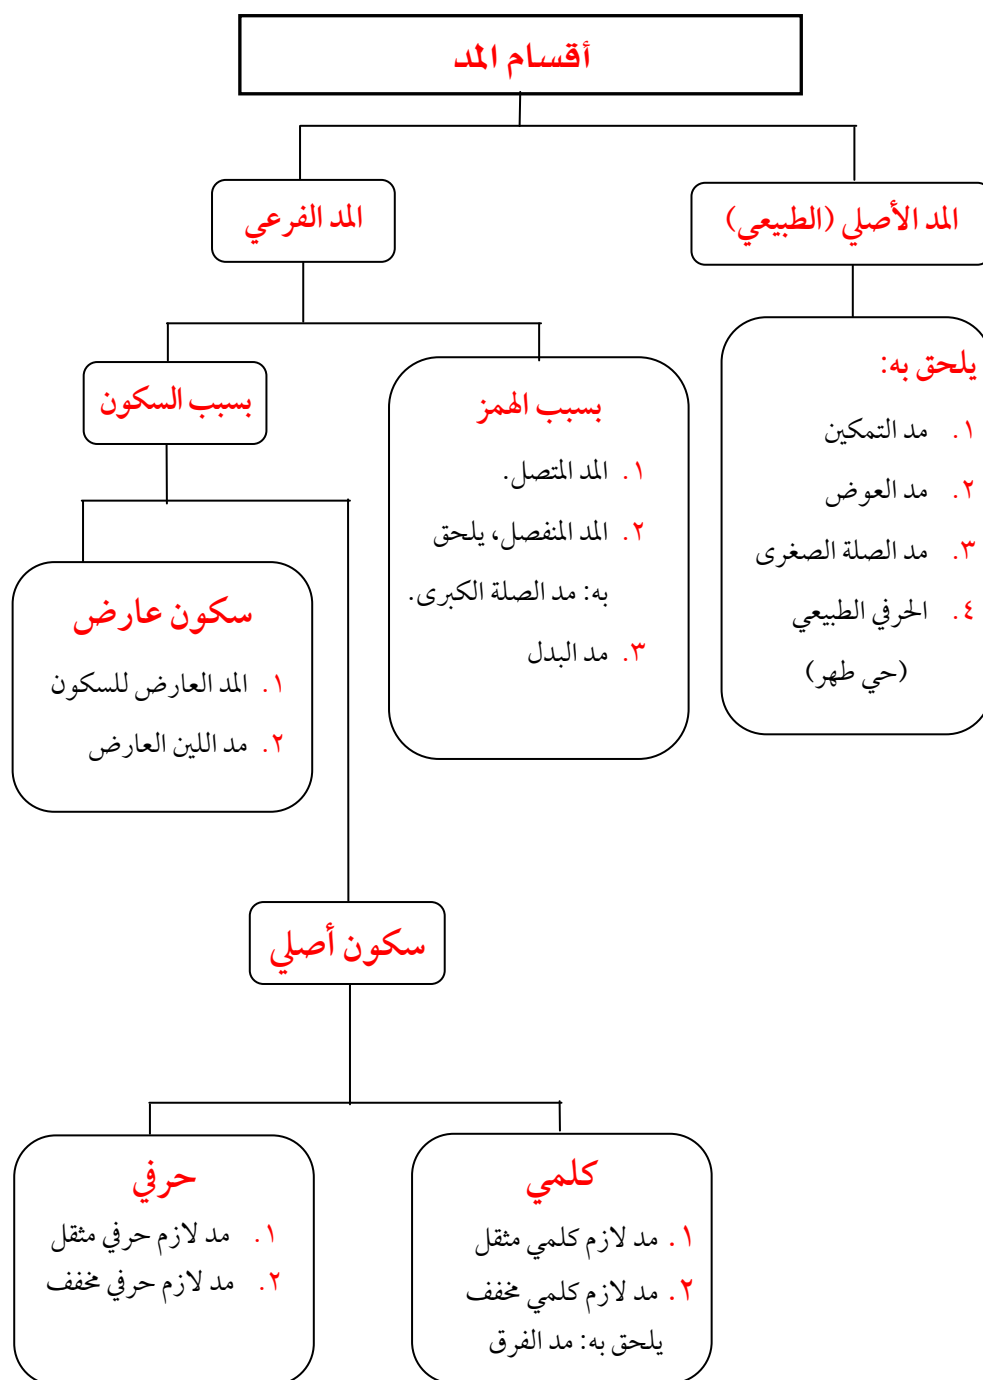 أقسام المد
المد الأصلي (الطبيعي)
المد الفرعي
يلحق به:
١. مد التمكين
٢. مد العوض
٣. مد الصلة الصغرى
٤. الحرفي الطبيعي
(حي طهر)
بسبب الهمز
١. المد المتصل.
٢. المد المنفصل، يلحق
به: مد الصلة الكبرى.
٣. مد البدل
بسبب السكون
سكون عارض
١. المد العارض للسكون
٢. مد اللين العارض
سكون أصلي
كلمي
١. مد لازم كلمي مثقل
٢. مد لازم كلمي مخفف
يلحق به: مد الفرق
حرفي
١. مد لازم حرفي مثقل
٢. مد لازم حرفي مخفف